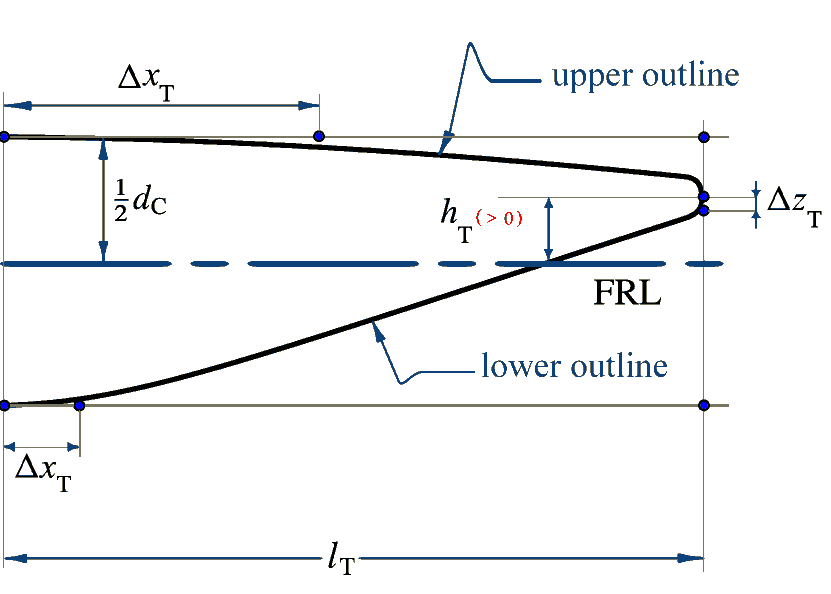 Δx_T
upper outline
½d_C
h_T (> 0)
Δz_T
FRL
lower outline
Δx_T
l_T